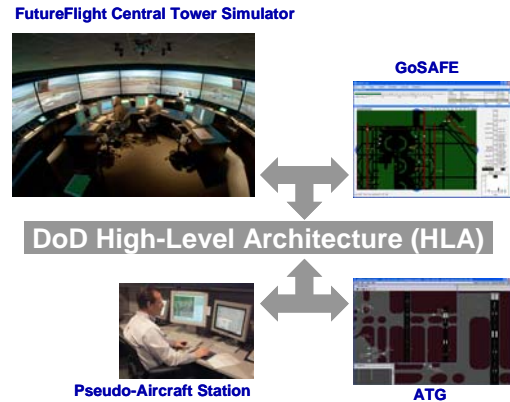 FutureFlight Central Tower Simulator
GoSAFE
DoD High-Level Architecture (HLA)
Pseudo-Aircraft Station
ATG